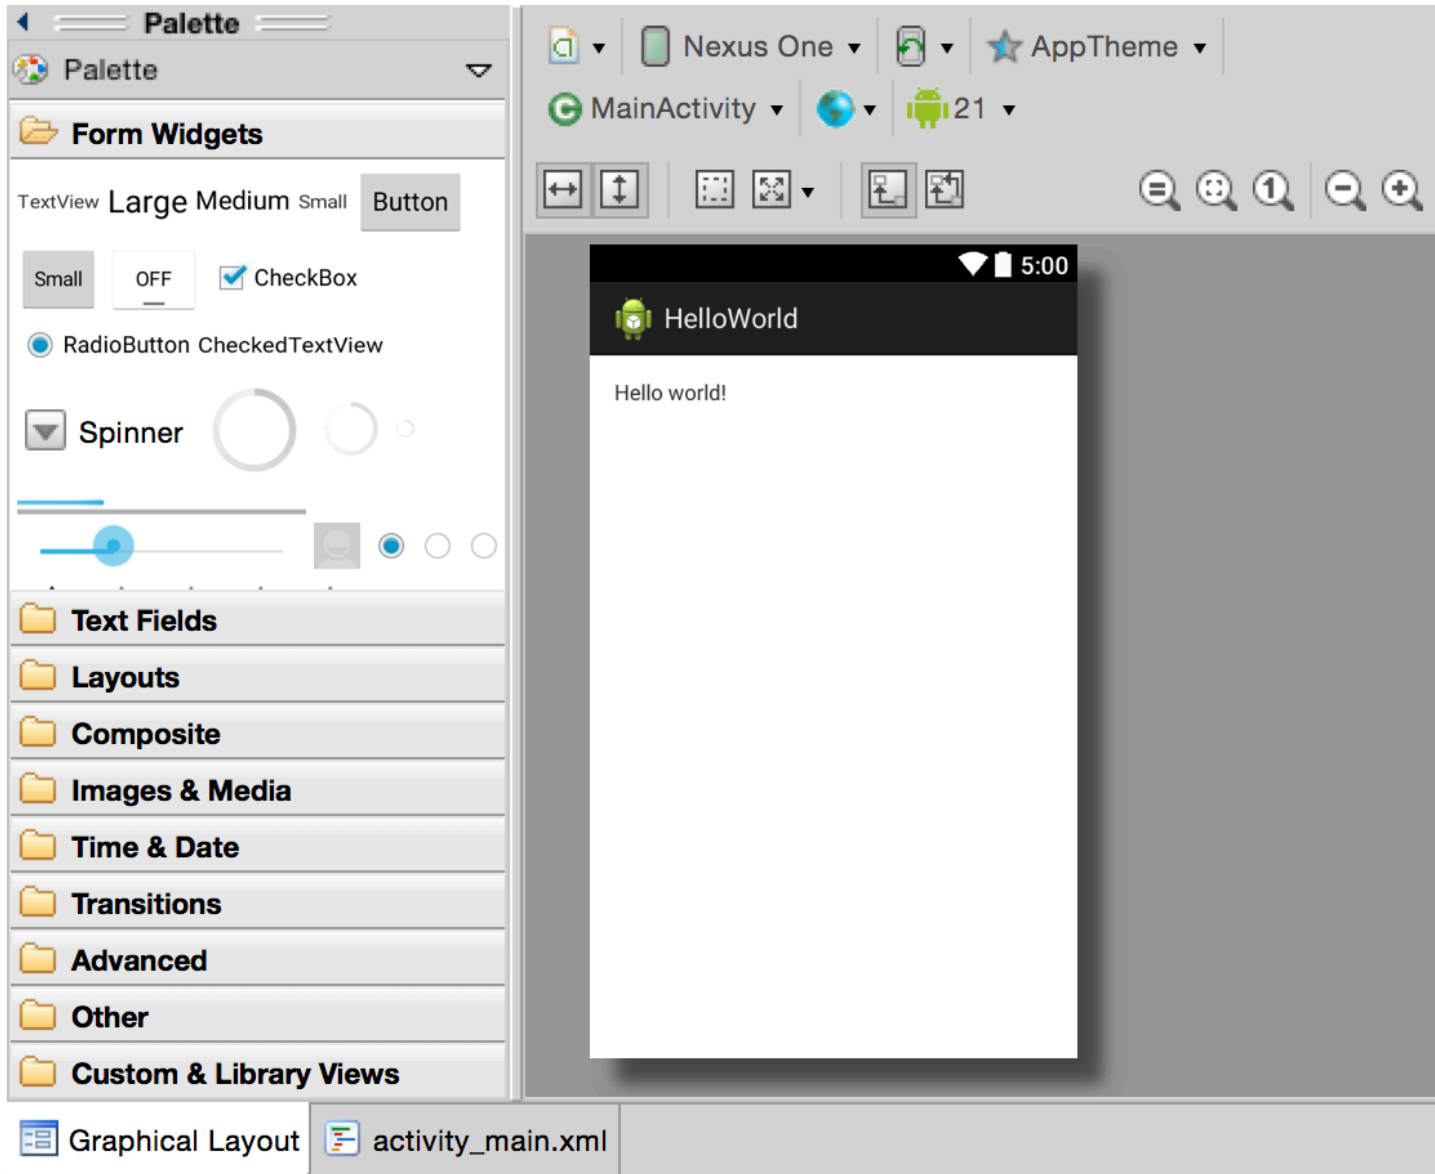 Palette
Palette
Form Widgets
TextView Large Medium Small Button
Small OFF CheckBox
RadioButton CheckedTextView
Spinner
Text Fields
Layouts
Composite
Images & Media
Time & Date
Transitions
Advanced
Other
Custom & Library Views
Nexus One AppTheme
MainActivity 21
5:00
HelloWorld
Hello world!
Graphical Layout activity_main.xml